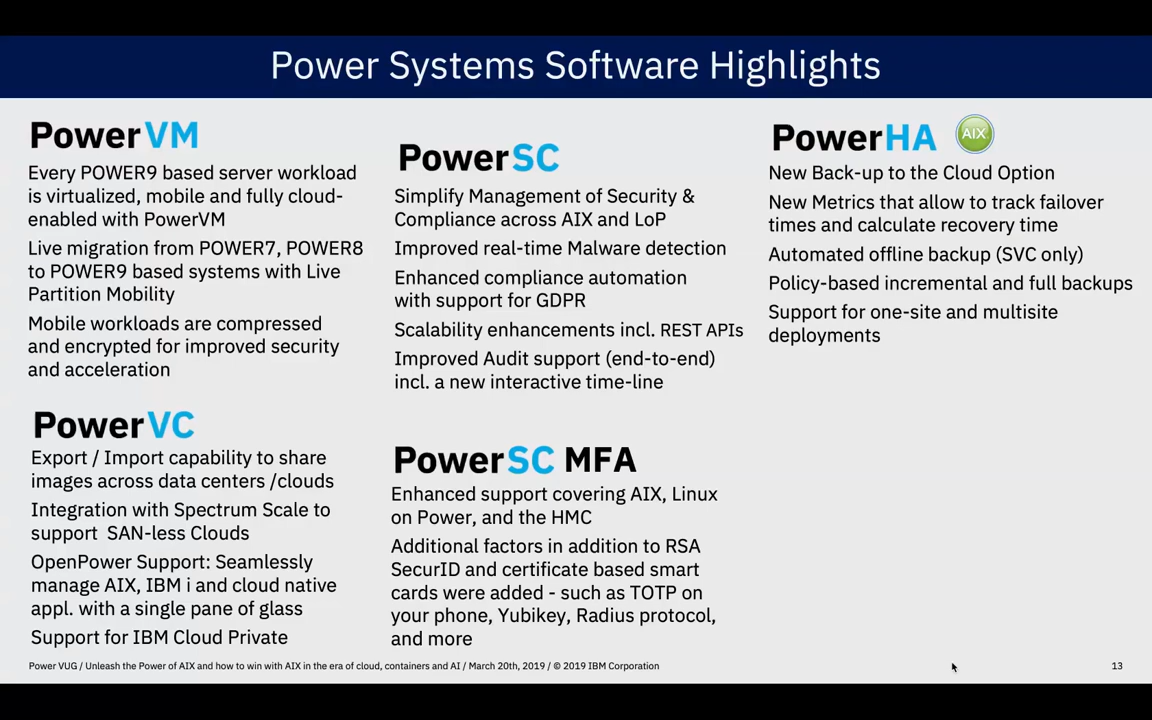 Power Systems Software Highlights
PowerVM
Every POWER9 based server workload
is virtualized, mobile and fully cloud-
enabled with PowerVM
Live migration from POWER7, POWER8
to POWER9 based systems with Live
Partition Mobility
Mobile workloads are compressed
and encrypted for improved security
and acceleration
PowerVC
Export / Import capability to share
images across data centers /clouds
Integration with Spectrum Scale to
support  SAN-less Clouds
OpenPower Support: Seamlessly
manage AIX, IBM i and cloud native
appl. with a single pane of glass
Support for IBM Cloud Private
PowerSC
Simplify Management of Security &
Compliance across AIX and LoP
Improved real-time Malware detection
Enhanced compliance automation
with support for GDPR
Scalability enhancements incl. REST APIs
Improved Audit support (end-to-end)
incl. a new interactive time-line
PowerSC MFA
Enhanced support covering AIX, Linux
on Power, and the HMC
Additional factors in addition to RSA
SecurID and certificate based smart
cards were added - such as TOTP on
your phone, Yubikey, Radius protocol,
and more
PowerHA AIX
New Back-up to the Cloud Option
New Metrics that allow to track failover
times and calculate recovery time
Automated offline backup (SVC only)
Policy-based incremental and full backups
Support for one-site and multisite
deployments
Power VUG / Unleash the Power of AIX and how to win with AIX in the era of cloud, containers and AI / March 20th, 2019 / © 2019 IBM Corporation
13